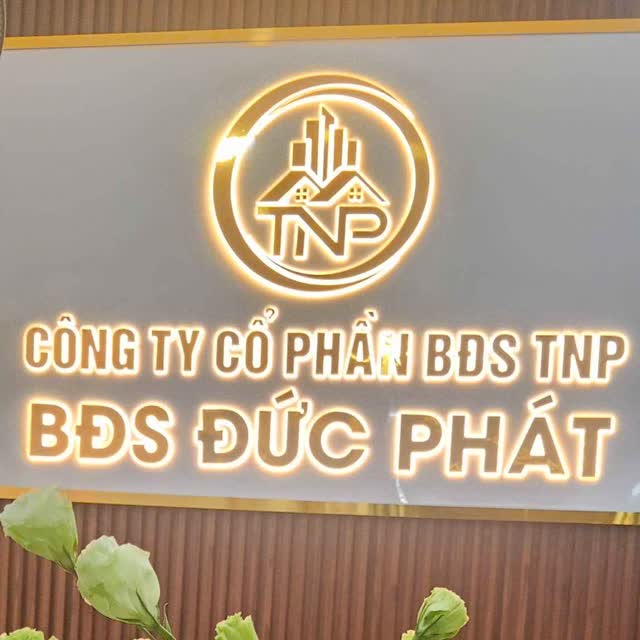 TNP
CÔNG TY CỔ PHẦN BĐS TNP
BĐS ĐỨC PHÁT